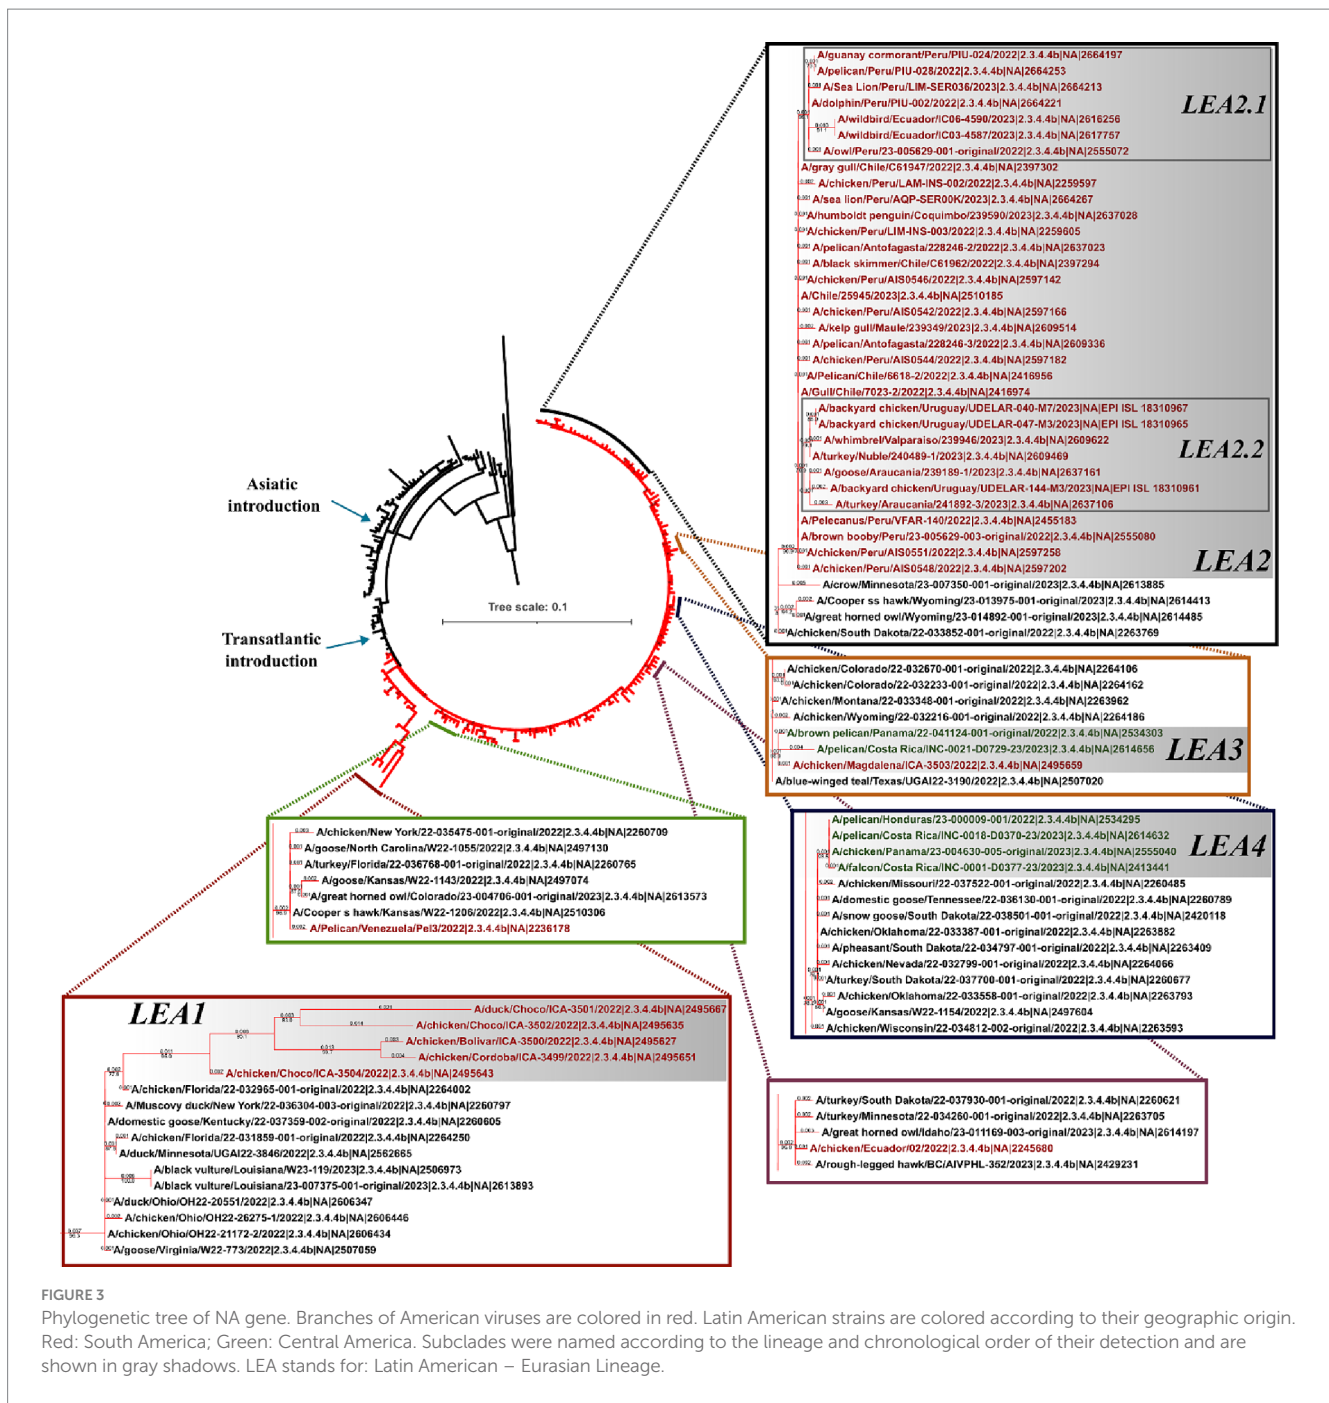 A/guanay cormorant/Peru/PIU-024/2022|2.3.4.4b|NA|2664197
A/pelican/Peru/PIU-028/2022|2.3.4.4b|NA|2664253
A/Sea Lion/Peru/LIM-SER036/2023|2.3.4.4b|NA|2664213
A/dolphin/Peru/PIU-002/2022|2.3.4.4b|NA|2664221
A/wildbird/Ecuador/IC06-4590/2023|2.3.4.4b|NA|2616256
A/wildbird/Ecuador/IC03-4587/2023|2.3.4.4b|NA|2617757
A/owl/Peru/23-005629-001-original/2022|2.3.4.4b|NA|2555072
LEA2.1
A/gray gull/Chile/C61947/2022|2.3.4.4b|NA|2397302
A/chicken/Peru/LAM-INS-002/2022|2.3.4.4b|NA|2259597
A/sea lion/Peru/AQP-SER00K/2023|2.3.4.4b|NA|2664267
A/humboldt penguin/Coquimbo/239590/2023|2.3.4.4b|NA|2637028
A/chicken/Peru/LIM-INS-003/2022|2.3.4.4b|NA|2259605
A/pelican/Antofagasta/228246-2/2022|2.3.4.4b|NA|2637023
A/black skimmer/Chile/C61962/2022|2.3.4.4b|NA|2397294
A/chicken/Peru/AIS0546/2022|2.3.4.4b|NA|2597142
A/Chile/25945/2023|2.3.4.4b|NA|2510185
A/chicken/Peru/AIS0542/2022|2.3.4.4b|NA|2597166
A/kelp gull/Maule/239349/2023|2.3.4.4b|NA|2609514
A/pelican/Antofagasta/228246-3/2022|2.3.4.4b|NA|2609336
A/chicken/Peru/AIS0544/2022|2.3.4.4b|NA|2597182
A/Pelican/Chile/6618-2/2022|2.3.4.4b|NA|2416956
A/Gull/Chile/7023-2/2022|2.3.4.4b|NA|2416974
A/backyard chicken/Uruguay/UDELAR-040-M7/2023|NA|EPI ISL 18310967
A/backyard chicken/Uruguay/UDELAR-047-M3/2023|NA|EPI ISL 18310965
A/whimbrel/Valparaiso/239946/2023|2.3.4.4b|NA|2609622
A/turkey/Nuble/240489-1/2023|2.3.4.4b|NA|2609469
A/goose/Araucania/239189-1/2023|2.3.4.4b|NA|2637161
A/backyard chicken/Uruguay/UDELAR-144-M3/2023|NA|EPI ISL 18310961
A/turkey/Araucania/241892-3/2023|2.3.4.4b|NA|2637106
LEA2.2
A/Pelecanus/Peru/VFAR-140/2022|2.3.4.4b|NA|2455183
A/brown booby/Peru/23-005629-003-original/2022|2.3.4.4b|NA|2555080
A/chicken/Peru/AIS0551/2022|2.3.4.4b|NA|2597258
A/chicken/Peru/AIS0548/2022|2.3.4.4b|NA|2597202
LEA2
A/crow/Minnesota/23-007350-001-original/2023|2.3.4.4b|NA|2613885
A/Cooper ss hawk/Wyoming/23-013975-001-original/2023|2.3.4.4b|NA|2614413
A/great horned owl/Wyoming/23-014892-001-original/2023|2.3.4.4b|NA|2614485
A/chicken/South Dakota/22-033852-001-original/2022|2.3.4.4b|NA|2263769
Asiatic
introduction
Transatlantic
introduction
Tree scale: 0.1
A/chicken/Colorado/22-032670-001-original/2022|2.3.4.4b|NA|2264106
A/chicken/Colorado/22-032233-001-original/2022|2.3.4.4b|NA|2264162
A/chicken/Montana/22-033348-001-original/2022|2.3.4.4b|NA|2263962
A/chicken/Wyoming/22-032216-001-original/2022|2.3.4.4b|NA|2264186
A/brown pelican/Panama/22-041124-001-original/2022|2.3.4.4b|NA|2534303
A/pelican/Costa Rica/INC-0021-D0729-23/2023|2.3.4.4b|NA|2614656
A/chicken/Magdalena/ICA-3503/2022|2.3.4.4b|NA|2495659
LEA3
A/blue-winged teal/Texas/UGAI22-3190/2022|2.3.4.4b|NA|2507020
A/pelican/Honduras/23-000009-001/2022|2.3.4.4b|NA|2534295
A/pelican/Costa Rica/INC-0018-D0370-23/2023|2.3.4.4b|NA|2614632
A/chicken/Panama/23-004630-005-original/2022|2.3.4.4b|NA|2555040
A/falcon/Costa Rica/INC-0001-D0377-23/2023|2.3.4.4b|NA|2413441
LEA4
A/chicken/Missouri/22-037522-001-original/2022|2.3.4.4b|NA|2260485
A/domestic goose/Tennessee/22-036130-001-original/2022|2.3.4.4b|NA|2260789
A/snow goose/South Dakota/22-038501-001-original/2022|2.3.4.4b|NA|2420118
A/chicken/Oklahoma/22-033387-001-original/2022|2.3.4.4b|NA|2263882
A/pheasant/South Dakota/22-034797-001-original/2022|2.3.4.4b|NA|2263409
A/chicken/Nevada/22-032799-001-original/2022|2.3.4.4b|NA|2264066
A/turkey/South Dakota/22-037700-001-original/2022|2.3.4.4b|NA|2260677
A/chicken/Oklahoma/22-033558-001-original/2022|2.3.4.4b|NA|2263793
A/goose/Kansas/W22-1154/2022|2.3.4.4b|NA|2497604
A/chicken/Wisconsin/22-034812-002-original/2022|2.3.4.4b|NA|2263593
A/chicken/New York/22-035475-001-original/2022|2.3.4.4b|NA|2260709
A/goose/North Carolina/W22-1055/2022|2.3.4.4b|NA|2497130
A/turkey/Florida/22-036768-001-original/2022|2.3.4.4b|NA|2260765
A/goose/Kansas/W22-1143/2022|2.3.4.4b|NA|2497074
A/great horned owl/Colorado/23-004706-001-original/2023|2.3.4.4b|NA|2613573
A/Cooper s hawk/Kansas/W22-1206/2022|2.3.4.4b|NA|2510306
A/Pelican/Venezuela/Pel3/2022|2.3.4.4b|NA|2236178
LEA1
A/duck/Choco/ICA-3501/2022|2.3.4.4b|NA|2495667
A/chicken/Choco/ICA-3502/2022|2.3.4.4b|NA|2495635
A/chicken/Bolivar/ICA-3500/2022|2.3.4.4b|NA|2495627
A/chicken/Cordoba/ICA-3499/2022|2.3.4.4b|NA|2495651
A/chicken/Choco/ICA-3504/2022|2.3.4.4b|NA|2495643
A/chicken/Florida/22-032965-001-original/2022|2.3.4.4b|NA|2264002
A/Muscovy duck/New York/22-036304-003-original/2022|2.3.4.4b|NA|2260797
A/domestic goose/Kentucky/22-037359-002-original/2022|2.3.4.4b|NA|2260605
A/chicken/Florida/22-031859-001-original/2022|2.3.4.4b|NA|2264250
A/duck/Minnesota/UGAI22-3846/2022|2.3.4.4b|NA|2562665
A/black vulture/Louisiana/W23-119/2023|2.3.4.4b|NA|2506973
A/black vulture/Louisiana/23-007375-001-original/2023|2.3.4.4b|NA|2613893
A/duck/Ohio/OH22-20551/2022|2.3.4.4b|NA|2606347
A/chicken/Ohio/OH22-26275-1/2022|2.3.4.4b|NA|2606446
A/chicken/Ohio/OH22-21172-2/2022|2.3.4.4b|NA|2606434
A/goose/Virginia/W22-773/2022|2.3.4.4b|NA|2507059
A/turkey/South Dakota/22-037930-001-original/2022|2.3.4.4b|NA|2260621
A/turkey/Minnesota/22-034260-001-original/2022|2.3.4.4b|NA|2263705
A/great horned owl/Idaho/23-011169-003-original/2023|2.3.4.4b|NA|2614197
A/chicken/Ecuador/02/2022|2.3.4.4b|NA|2245680
A/rough-legged hawk/BC/AIVPHL-352/2023|2.3.4.4b|NA|2429231
FIGURE 3
Phylogenetic tree of NA gene. Branches of American viruses are colored in red. Latin American strains are colored according to their geographic origin.
Red: South America; Green: Central America. Subclades were named according to the lineage and chronological order of their detection and are
shown in gray shadows. LEA stands for: Latin American – Eurasian Lineage.